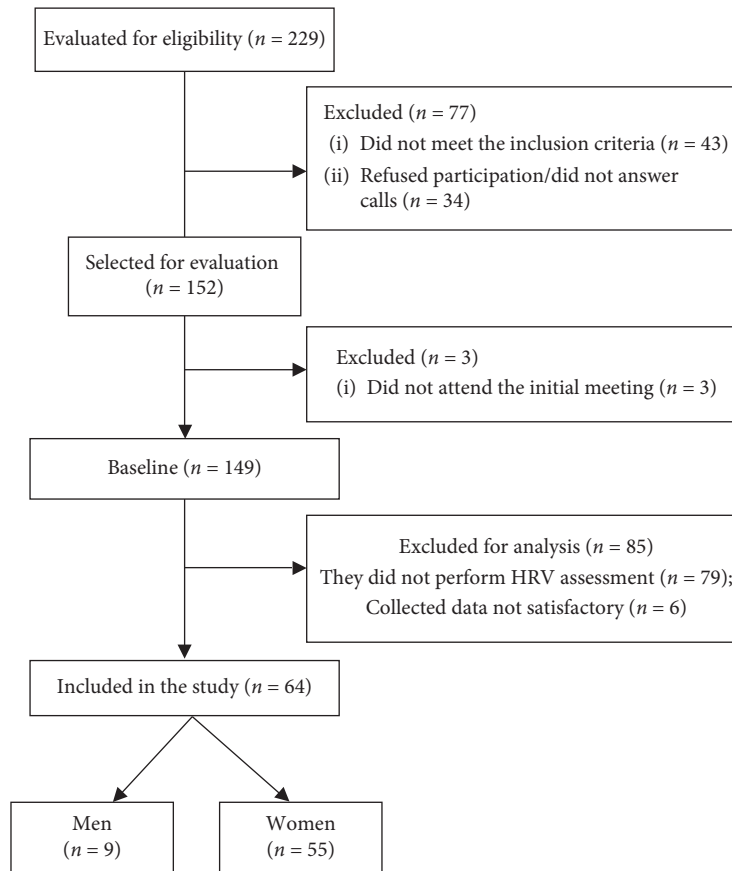 Evaluated for eligibility (n = 229)
Excluded (n = 77)
(i) Did not meet the inclusion criteria (n = 43)
(ii) Refused participation/did not answer
calls (n = 34)
Selected for evaluation
(n = 152)
Excluded (n = 3)
(i) Did not attend the initial meeting (n = 3)
Baseline (n = 149)
Excluded for analysis (n = 85)
They did not perform HRV assessment (n = 79);
Collected data not satisfactory (n = 6)
Included in the study (n = 64)
Men
(n = 9)
Women
(n = 55)